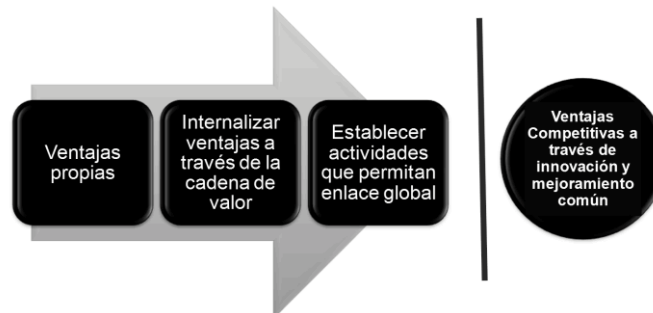 Ventajas
propias
Internalizar
ventajas a
través de la
cadena de
valor
Establecer
actividades
que permitan
enlace global
Ventajas
Competitivas a
través de
innovación y
mejoramiento
común